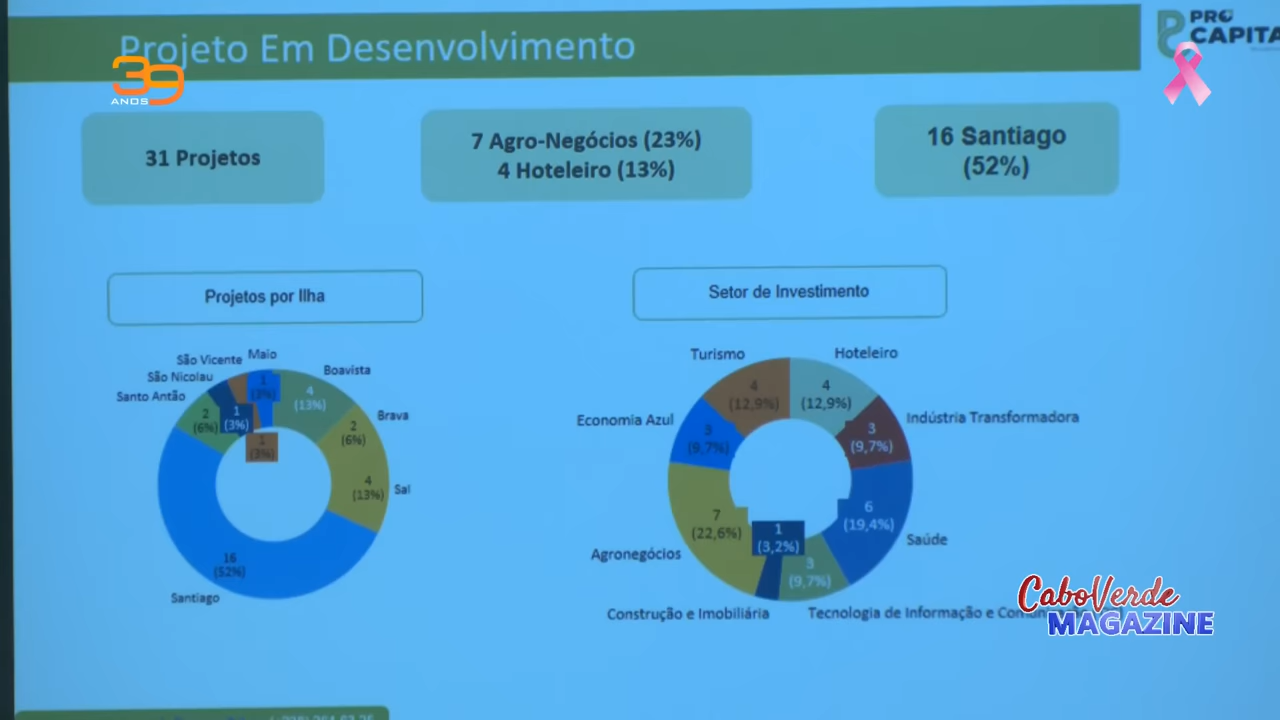 Projeto Em Desenvolvimento
PRÓ
CAPITA
39
ANOS
31 Projetos
7 Agro-Negócios (23%)
4 Hoteleiro (13%)
16 Santiago
(52%)
Projetos por Ilha
Setor de Investimento
São Vicente
Maio
São Nicolau
Santo Antão
Boavista
Brava
Sal
Santiago
1
(3%)
4
(13%)
2
(6%)
4
(13%)
16
(52%)
2
(6%)
1
(3%)
1
(3%)
Turismo
Hoteleiro
Economia Azul
Indústria Transformadora
Agronegócios
Saúde
Construção e Imobiliária
Tecnologia de Informação e
4
(12,9%)
4
(12,9%)
3
(9,7%)
3
(9,7%)
6
(19,4%)
7
(22,6%)
1
(3,2%)
3
(9,7%)
CaboVerde
MAGAZINE